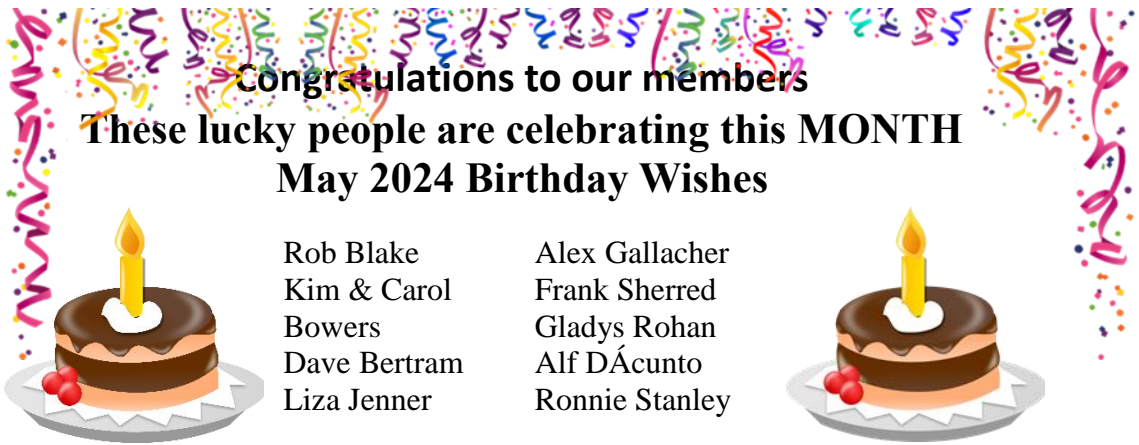 Congratulations to our members
These lucky people are celebrating this MONTH
May 2024 Birthday Wishes
Rob Blake
Kim & Carol
Bowers
Dave Bertram
Liza Jenner
Alex Gallacher
Frank Sherred
Gladys Rohan
Alf DÁcunto
Ronnie Stanley